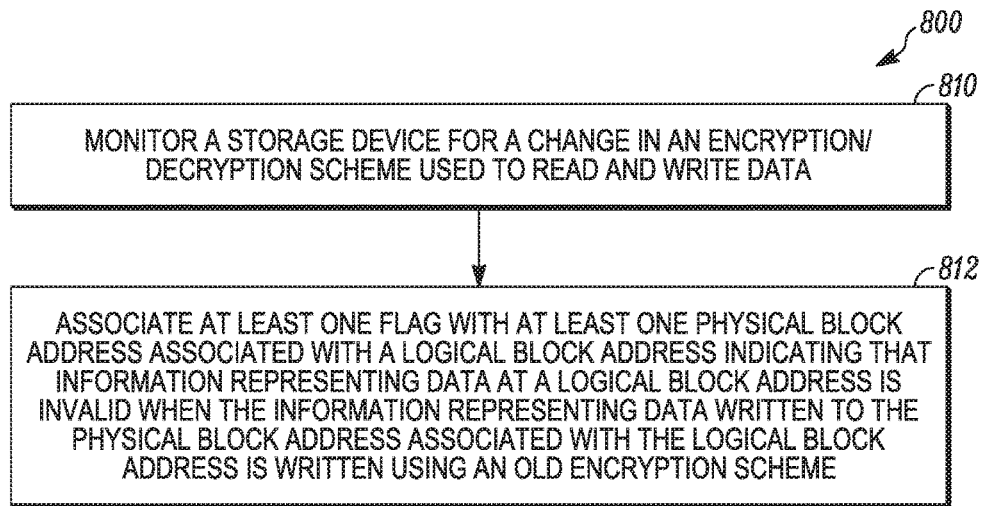 800
810
MONITOR A STORAGE DEVICE FOR A CHANGE IN AN ENCRYPTION/
DECRYPTION SCHEME USED TO READ AND WRITE DATA
812
ASSOCIATE AT LEAST ONE FLAG WITH AT LEAST ONE PHYSICAL BLOCK
ADDRESS ASSOCIATED WITH A LOGICAL BLOCK ADDRESS INDICATING THAT
INFORMATION REPRESENTING DATA AT A LOGICAL BLOCK ADDRESS IS
INVALID WHEN THE INFORMATION REPRESENTING DATA WRITTEN TO THE
PHYSICAL BLOCK ADDRESS ASSOCIATED WITH THE LOGICAL BLOCK
ADDRESS IS WRITTEN USING AN OLD ENCRYPTION SCHEME